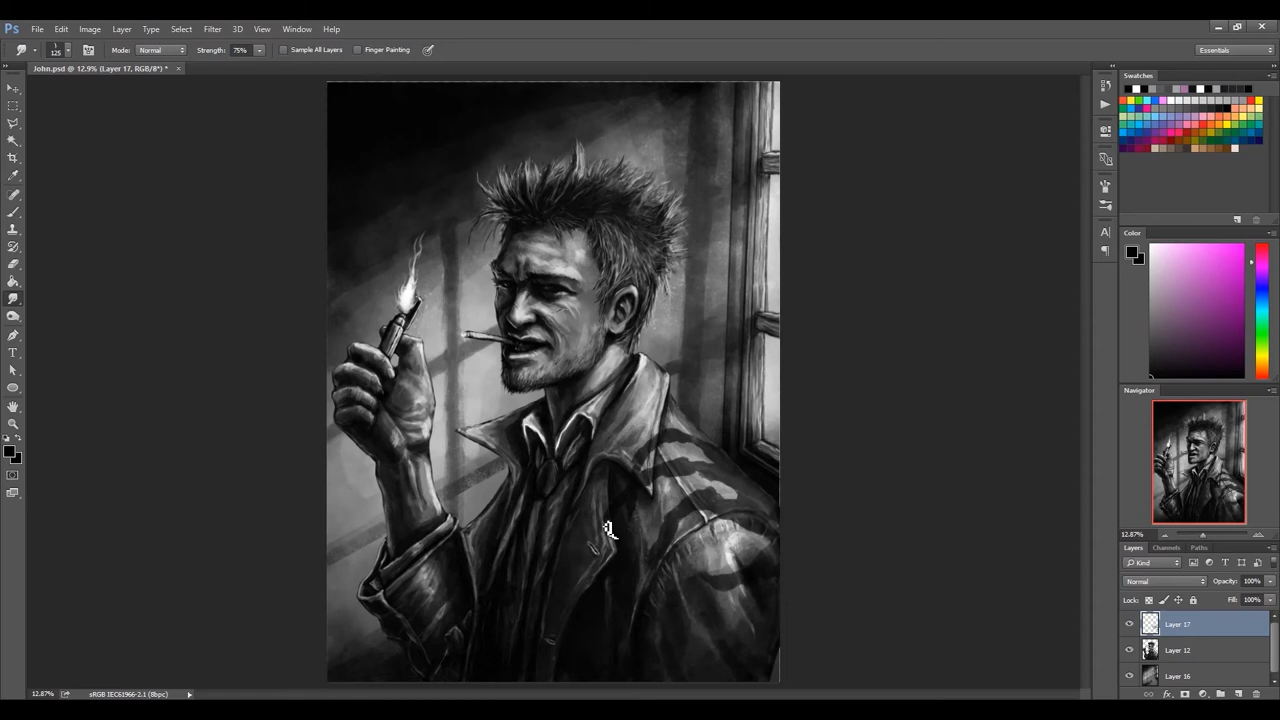 Ps File Edit Image Layer Type Select Filter 3D View Window Help
125 Mode: Normal Strength: 75% Sample All Layers Finger Painting Essentials
John.psd @ 12.9% (Layer 17, RGB/8*) * ×
Swatches
Color
Navigator
12.87%
Layers Channels Paths
Kind
Normal Opacity: 100%
Lock: Fill: 100%
Layer 17
Layer 12
Layer 16
12.87% sRGB IEC61966-2.1 (8bpc)